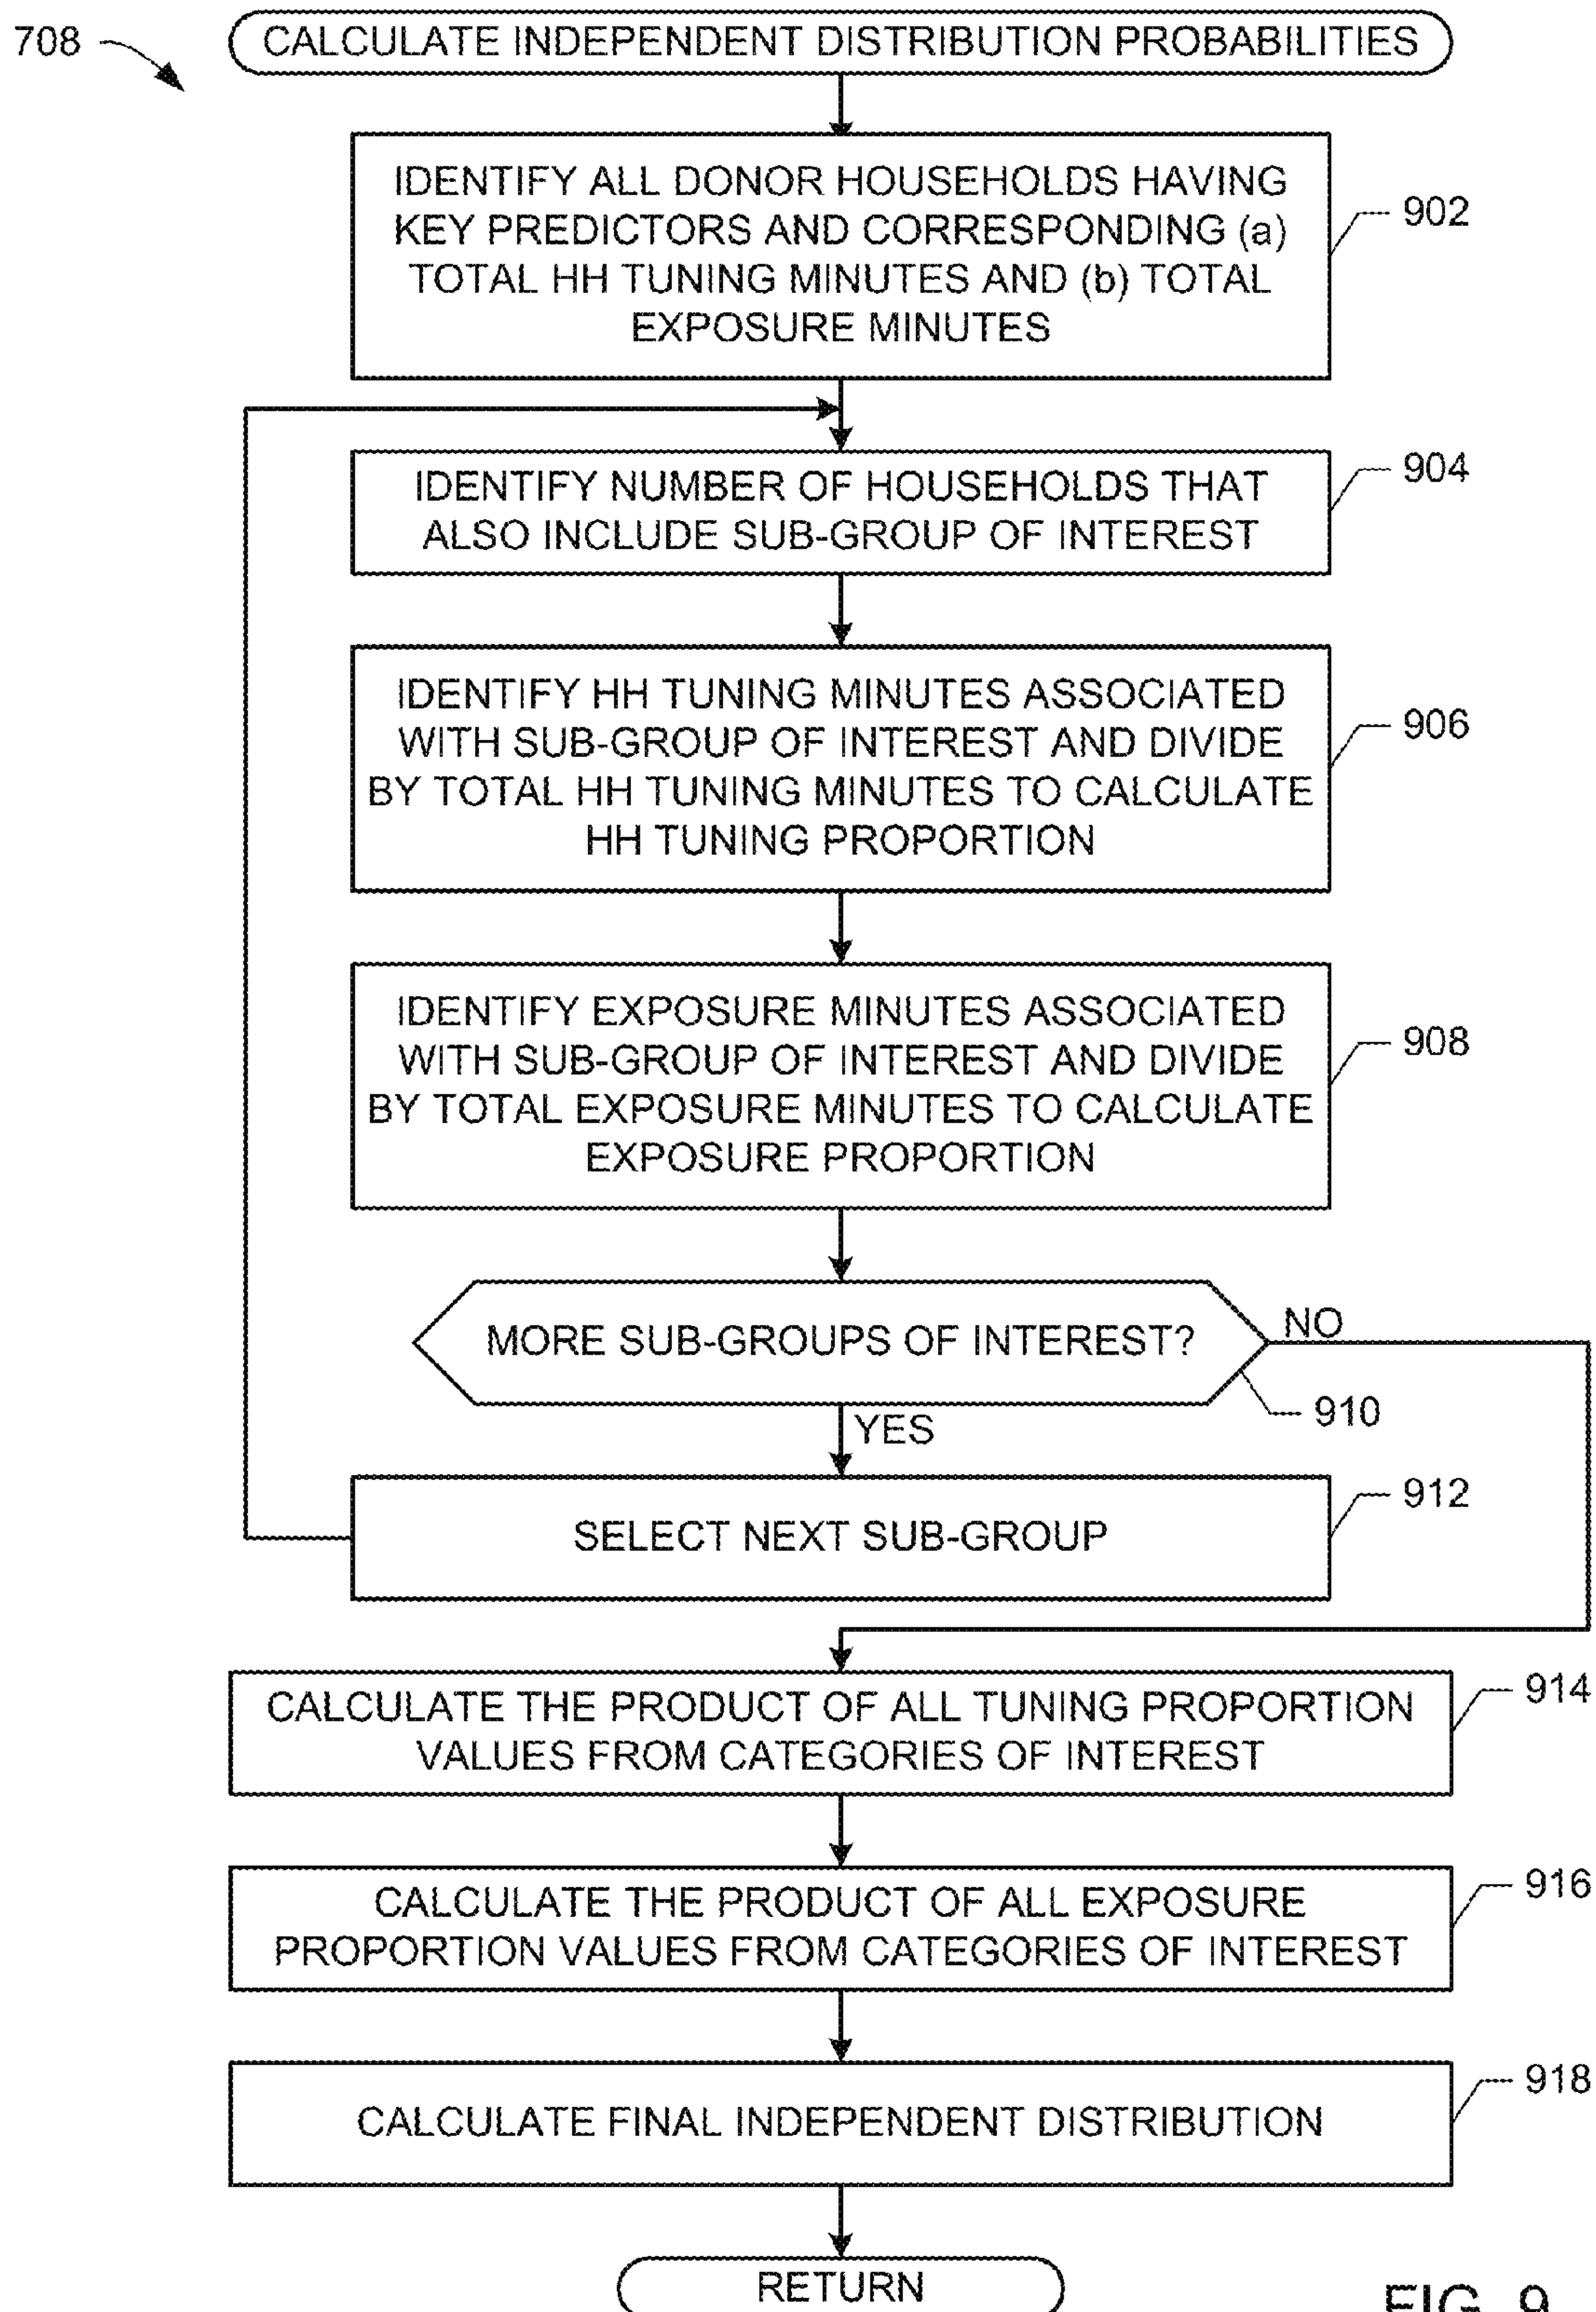 708
CALCULATE INDEPENDENT DISTRIBUTION PROBABILITIES
IDENTIFY ALL DONOR HOUSEHOLDS HAVING
KEY PREDICTORS AND CORRESPONDING (a)
TOTAL HH TUNING MINUTES AND (b) TOTAL
EXPOSURE MINUTES
902
IDENTIFY NUMBER OF HOUSEHOLDS THAT
ALSO INCLUDE SUB-GROUP OF INTEREST
904
IDENTIFY HH TUNING MINUTES ASSOCIATED
WITH SUB-GROUP OF INTEREST AND DIVIDE
BY TOTAL HH TUNING MINUTES TO CALCULATE
HH TUNING PROPORTION
906
IDENTIFY EXPOSURE MINUTES ASSOCIATED
WITH SUB-GROUP OF INTEREST AND DIVIDE
BY TOTAL EXPOSURE MINUTES TO CALCULATE
EXPOSURE PROPORTION
908
MORE SUB-GROUPS OF INTEREST?
NO
910
YES
SELECT NEXT SUB-GROUP
912
CALCULATE THE PRODUCT OF ALL TUNING PROPORTION
VALUES FROM CATEGORIES OF INTEREST
914
CALCULATE THE PRODUCT OF ALL EXPOSURE
PROPORTION VALUES FROM CATEGORIES OF INTEREST
916
CALCULATE FINAL INDEPENDENT DISTRIBUTION
918
RETURN
FIG. 9